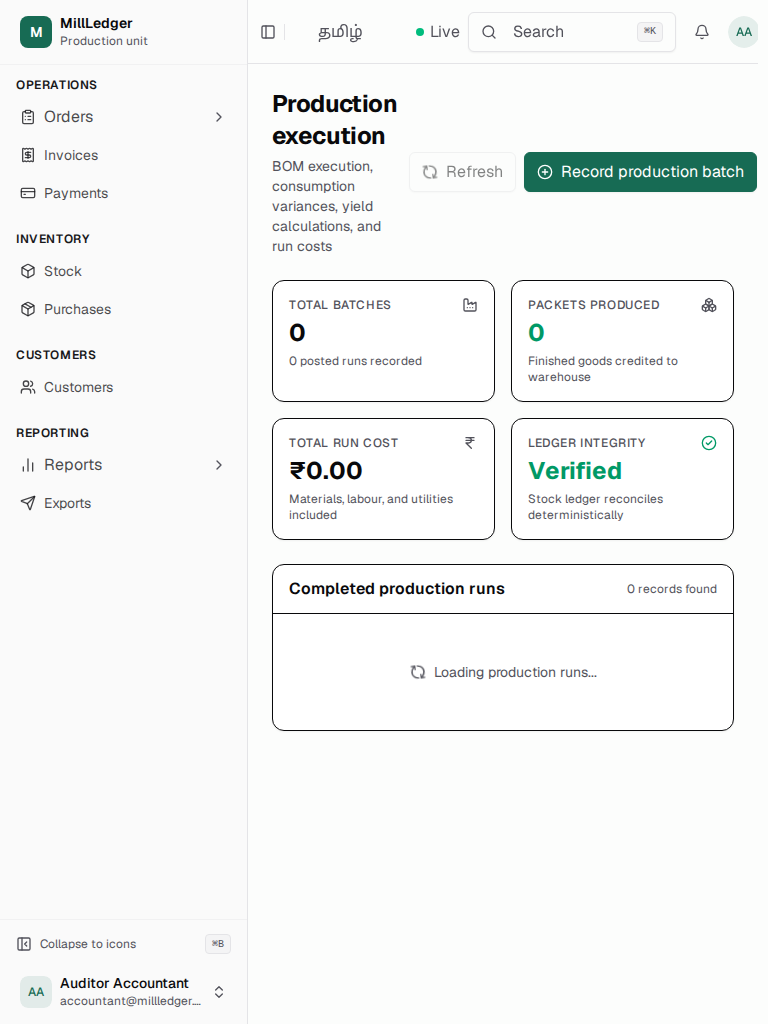 M
MillLedger
Production unit
OPERATIONS
Orders
Invoices
Payments
INVENTORY
Stock
Purchases
CUSTOMERS
Customers
REPORTING
Reports
Exports
Collapse to icons
⌘B
AA
Auditor Accountant
accountant@millledger....
தமிழ்
Live
Search
⌘K
AA
Production
execution
BOM execution,
consumption
variances, yield
calculations, and
run costs
Refresh
Record production batch
TOTAL BATCHES
0
0 posted runs recorded
PACKETS PRODUCED
0
Finished goods credited to
warehouse
TOTAL RUN COST
₹
₹0.00
Materials, labour, and utilities
included
LEDGER INTEGRITY
Verified
Stock ledger reconciles
deterministically
Completed production runs
0 records found
Loading production runs...